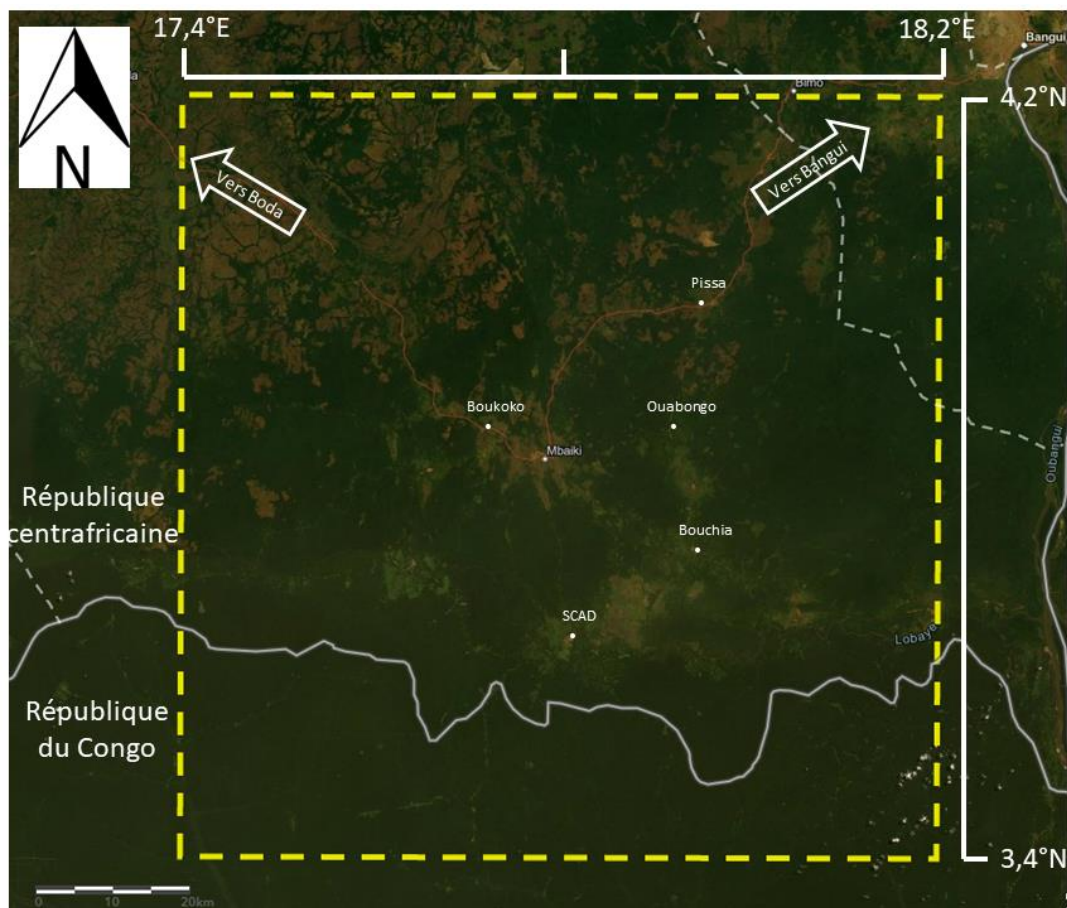 17,4°E
18,2°E
Bangui
4,2°N
N
Bimo
Vers Boda
Vers Bangui
Pissa
Boukoko
Ouabongo
Mbaiki
Oubangui
République
centrafricaine
Bouchia
SCAD
Lobaye
République
du Congo
3,4°N
0 10 20km